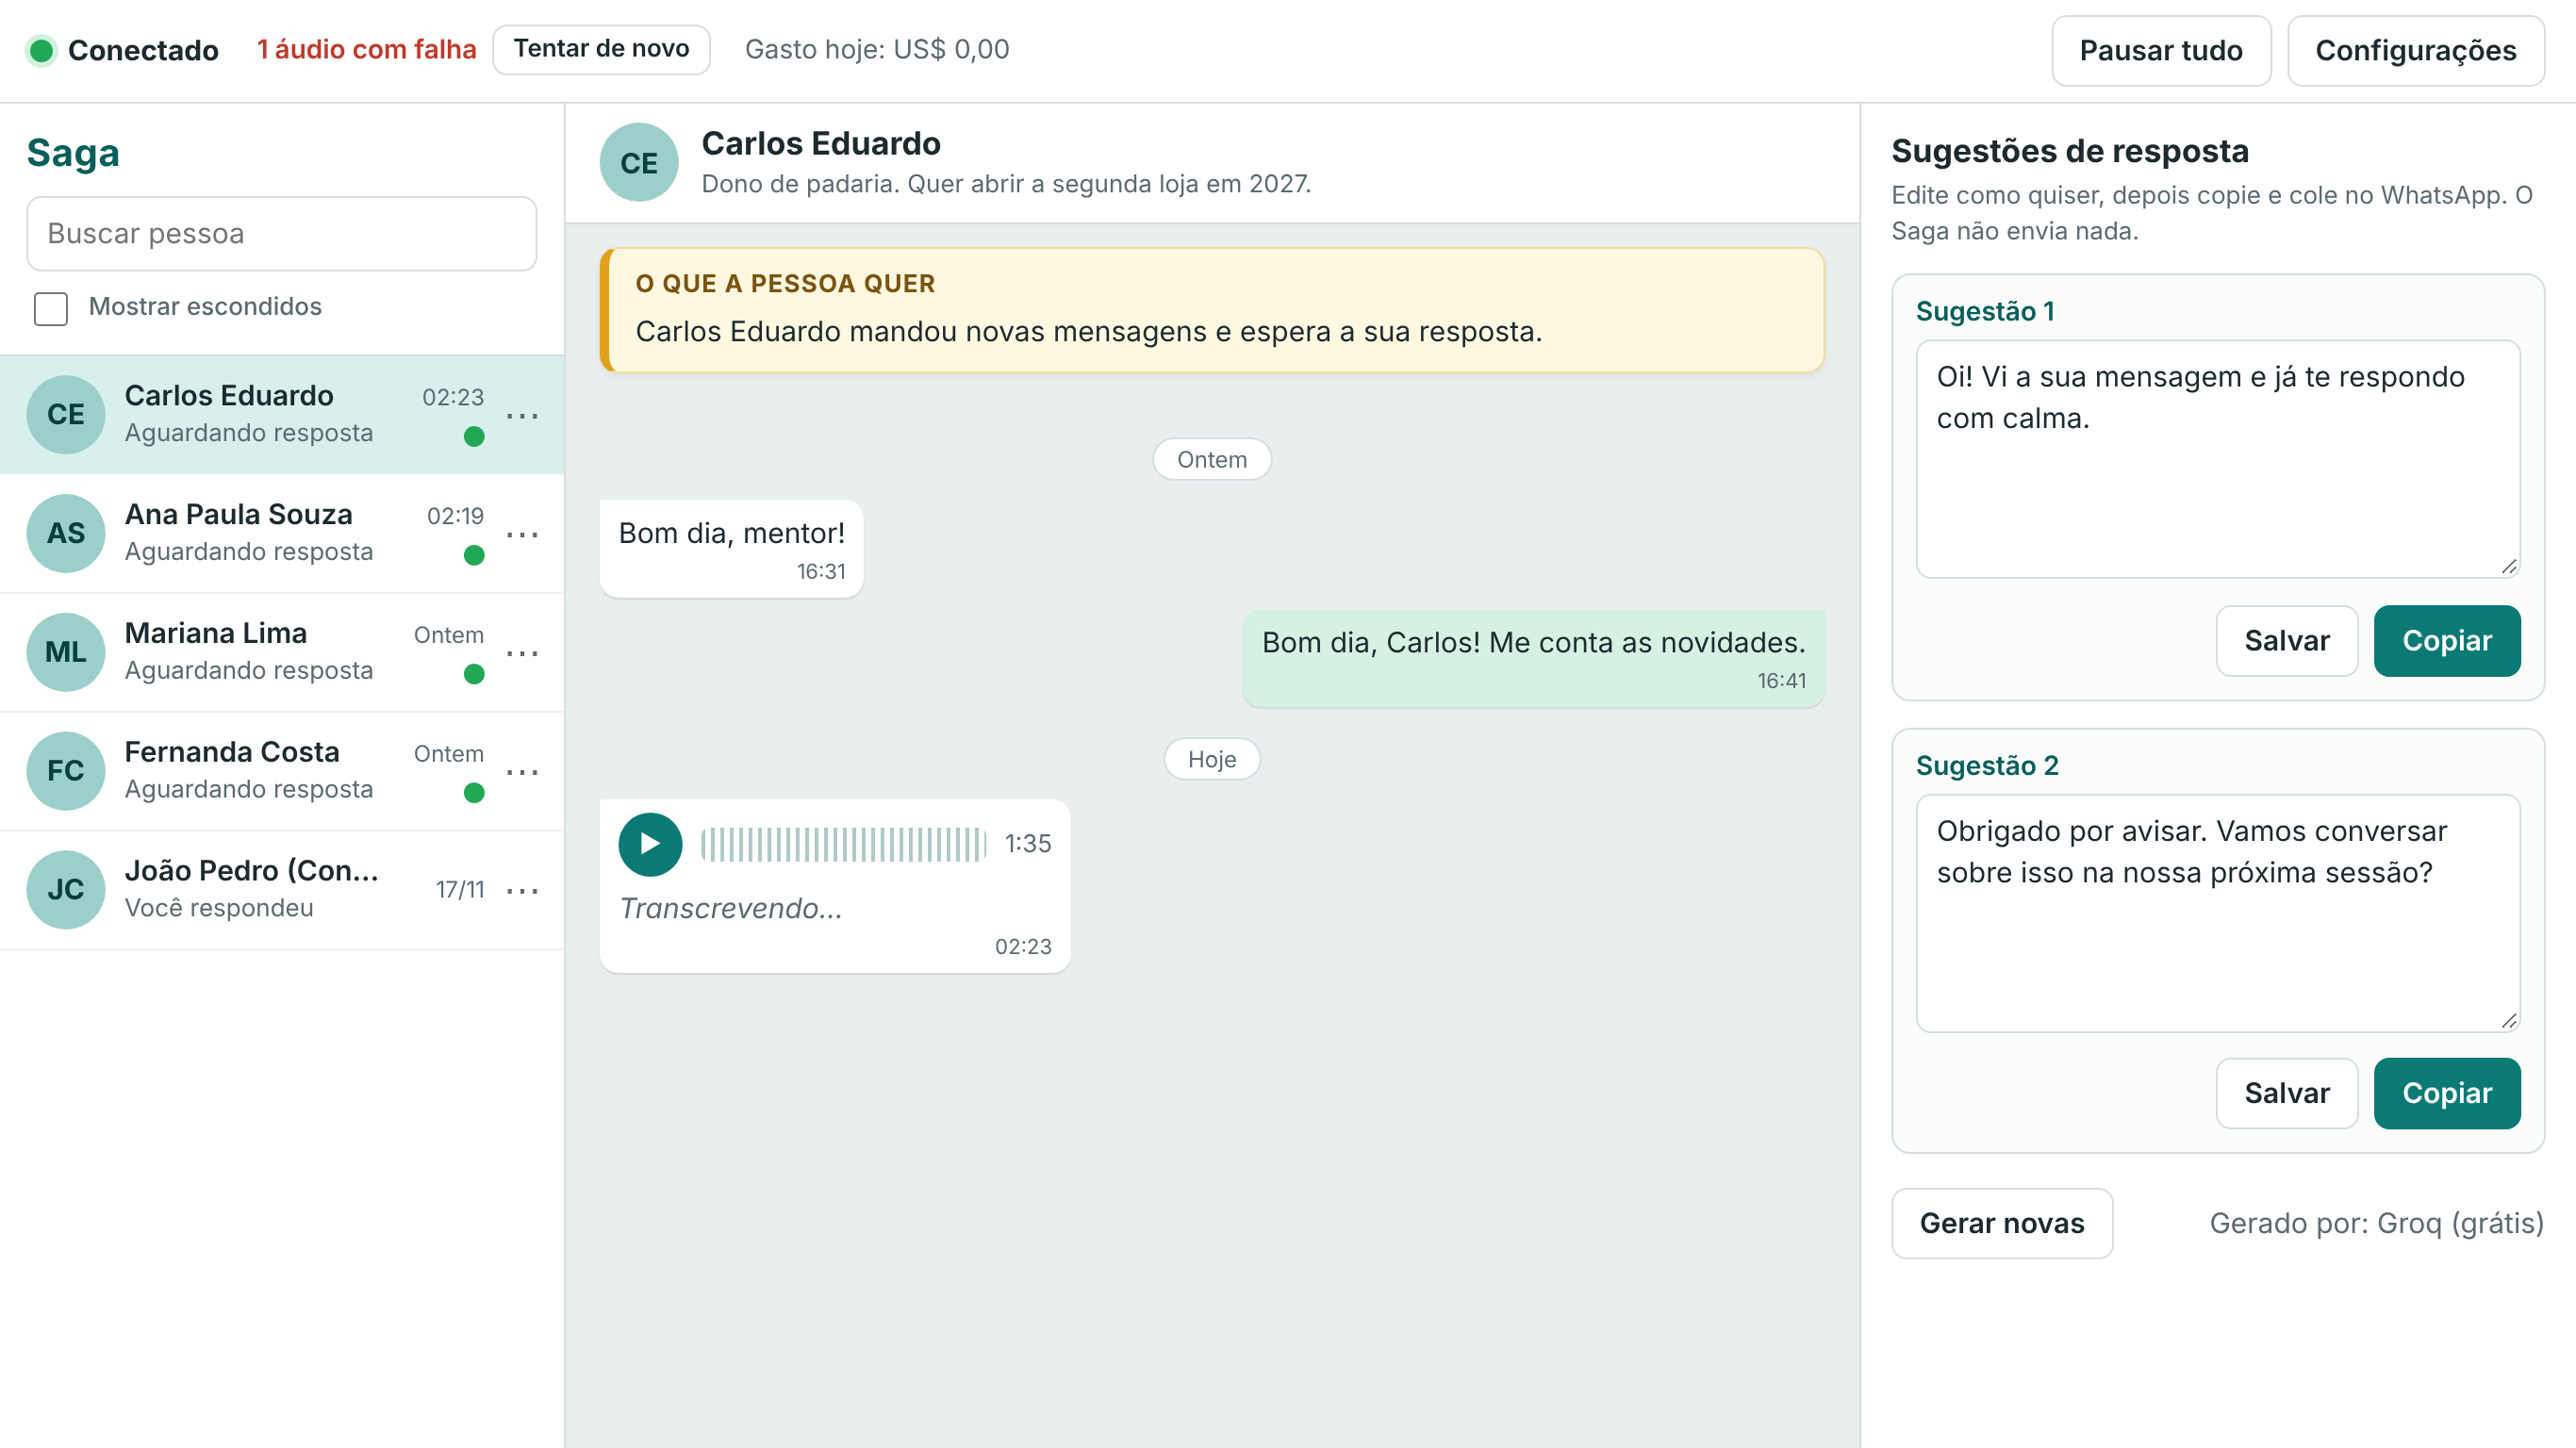 Conectado
1 áudio com falha
Tentar de novo
Gasto hoje: US$ 0,00
Pausar tudo
Configurações
Saga
Buscar pessoa
Mostrar escondidos
CE
Carlos Eduardo
02:23
Aguardando resposta
AS
Ana Paula Souza
02:19
Aguardando resposta
ML
Mariana Lima
Ontem
Aguardando resposta
FC
Fernanda Costa
Ontem
Aguardando resposta
JC
João Pedro (Con...
17/11
Você respondeu
CE
Carlos Eduardo
Dono de padaria. Quer abrir a segunda loja em 2027.
O QUE A PESSOA QUER
Carlos Eduardo mandou novas mensagens e espera a sua resposta.
Ontem
Bom dia, mentor!
16:31
Bom dia, Carlos! Me conta as novidades.
16:41
Hoje
1:35
Transcrevendo...
02:23
Sugestões de resposta
Edite como quiser, depois copie e cole no WhatsApp. O
Saga não envia nada.
Sugestão 1
Oi! Vi a sua mensagem e já te respondo
com calma.
Salvar
Copiar
Sugestão 2
Obrigado por avisar. Vamos conversar
sobre isso na nossa próxima sessão?
Salvar
Copiar
Gerar novas
Gerado por: Groq (grátis)